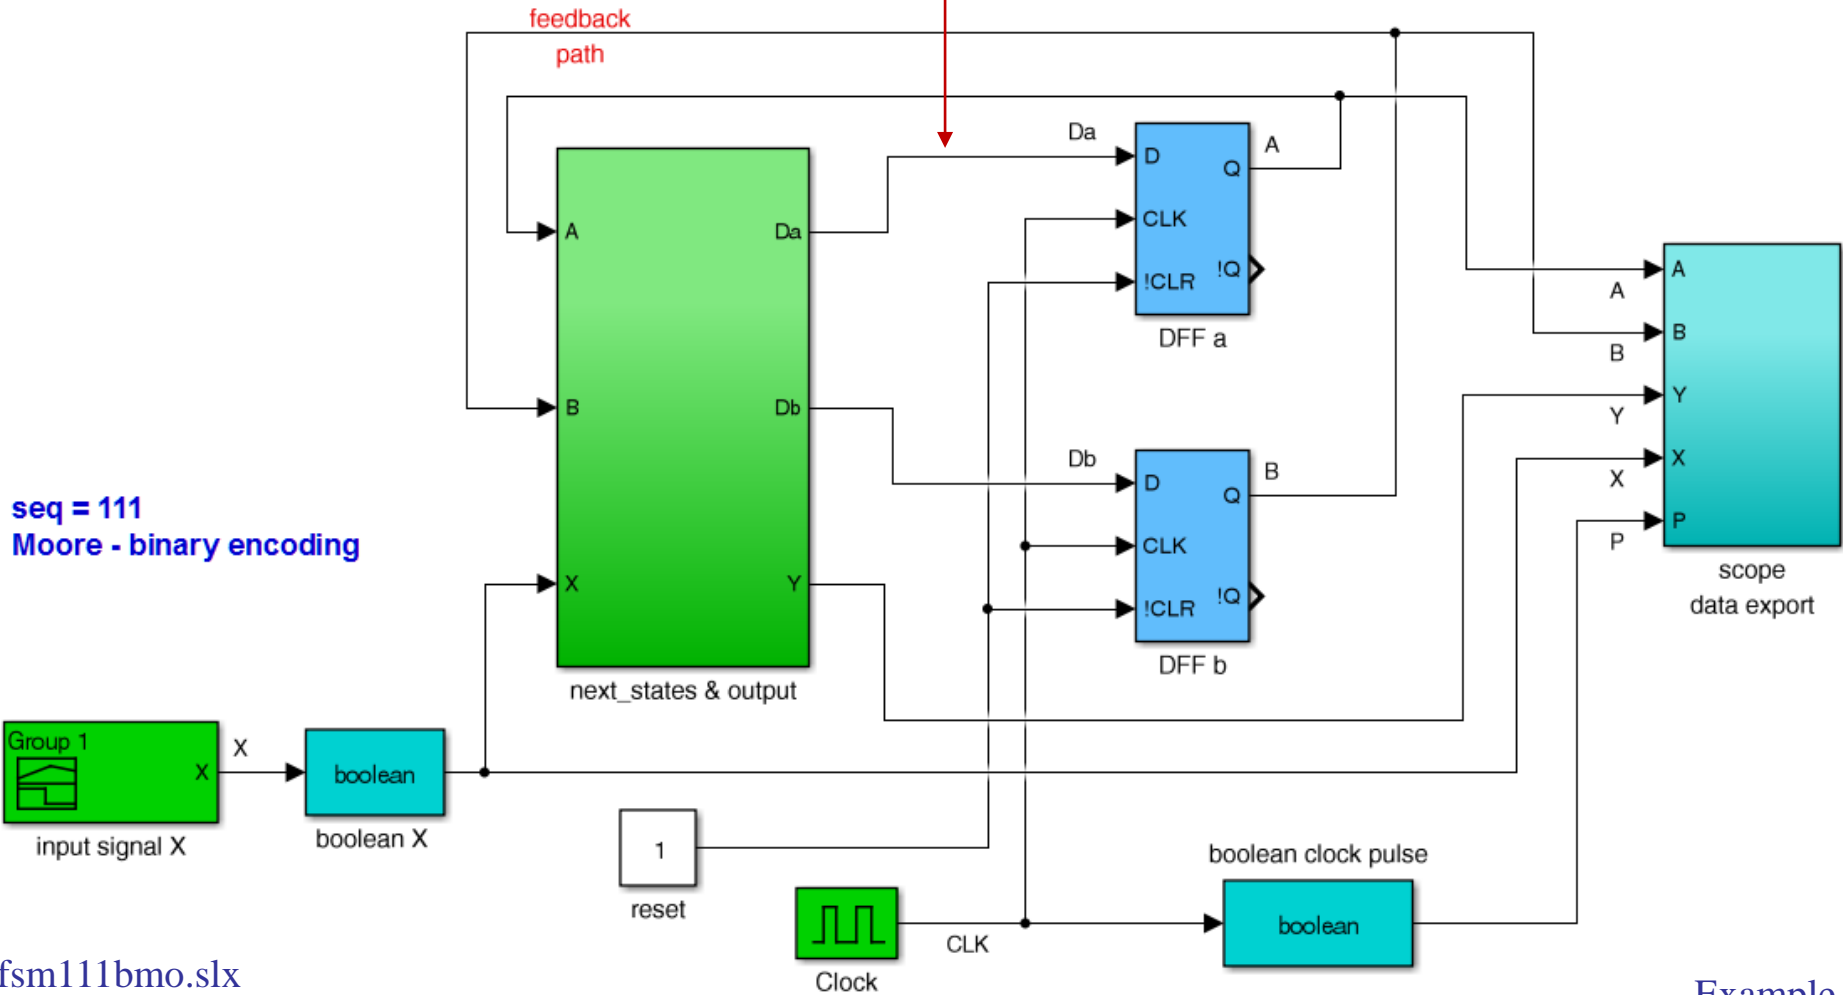 feedback
path
Da
D
Q
A
CLK
!Q
!CLR
DFF a
A
Da
B
Db
X
Y
next_states & output
Db
D
Q
B
CLK
!Q
!CLR
DFF b
A
A
B
B
Y
Y
X
X
P
P
scope
data export
seq = 111
Moore - binary encoding
Group 1
X
X
input signal X
boolean
boolean X
1
reset
Clock
CLK
boolean clock pulse
boolean
fsm111bmo.slx
Example